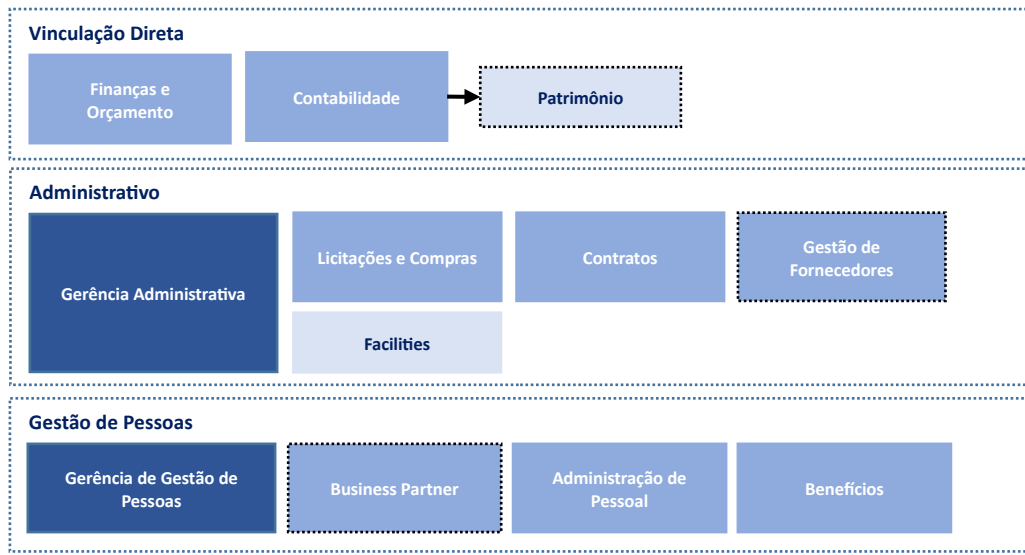 Vinculação Direta
Finanças e
Orçamento
Contabilidade
Patrimônio
Administrativo
Gerência Administrativa
Licitações e Compras
Contratos
Gestão de
Fornecedores
Facilities
Gestão de Pessoas
Gerência de Gestão de
Pessoas
Business Partner
Administração de
Pessoal
Benefícios